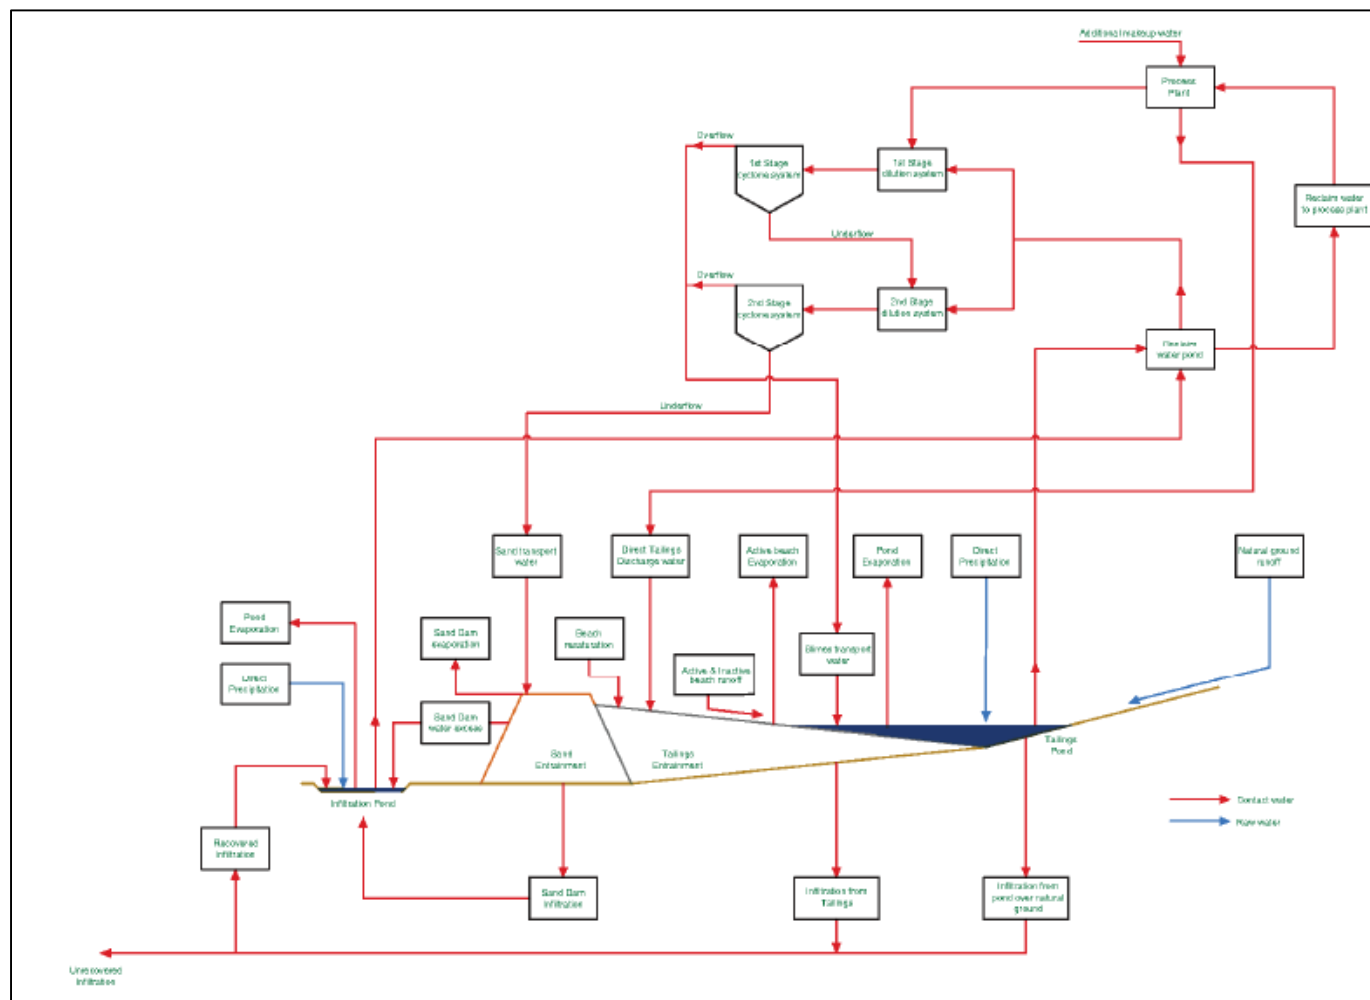 Additional makeup water
Process
Plant
Overflow
1st Stage
cyclone system
1st Stage
dilution system
Reclaim water
to process plant
Underflow
Overflow
2nd Stage
cyclone system
2nd Stage
dilution system
Reclaim
water pond
Underflow
Sand transport
water
Direct Tailings
Discharge water
Active beach
Evaporation
Pond
Evaporation
Direct
Precipitation
Natural ground
runoff
Pond
Evaporation
Sand Dam
evaporation
Beach
Slimes transport
water
Active & Inactive
beach runoff
Direct
Precipitation
Sand Dam
water excess
Sand
Entrainment
Tailings
Entrainment
Tailings
Pond
Infiltration Pond
Contact water
Raw water
Recovered
Infiltration
Sand Dam
Infiltration
Infiltration from
Tailings
Infiltration from
pond over natural
ground
Unrecovered
Infiltration